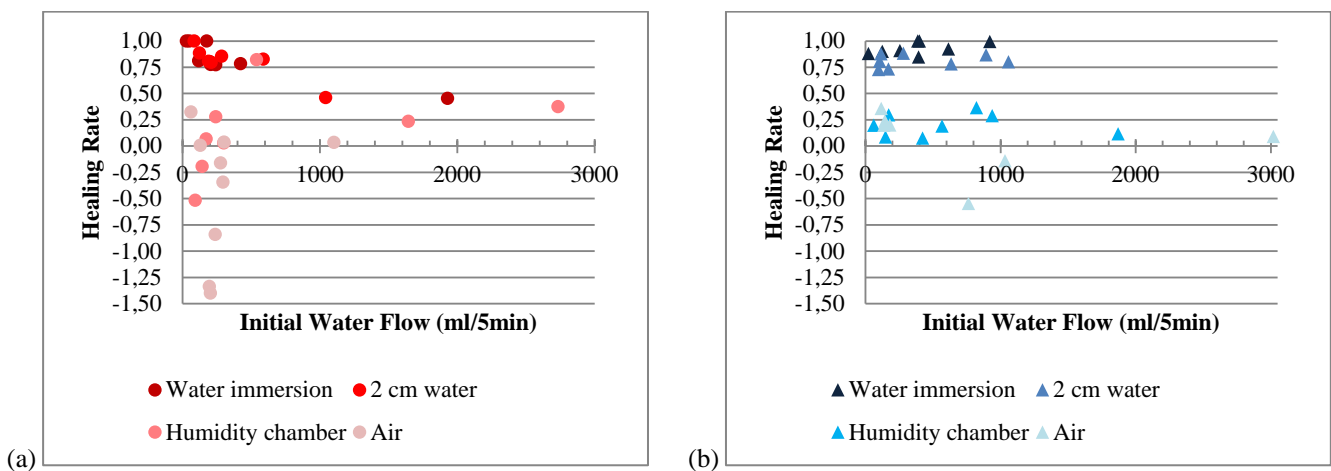 1,00
0,75
0,50
0,25
0,00
-0,25
-0,50
-0,75
-1,00
-1,25
-1,50
Healing Rate
0 1000 2000 3000
Initial Water Flow (ml/5min)
Water immersion 2 cm water
Humidity chamber Air
(a)
1,00
0,75
0,50
0,25
0,00
-0,25
-0,50
-0,75
-1,00
-1,25
-1,50
Healing Rate
0 1000 2000 3000
Initial Water Flow (ml/5min)
Water immersion 2 cm water
Humidity chamber Air
(b)